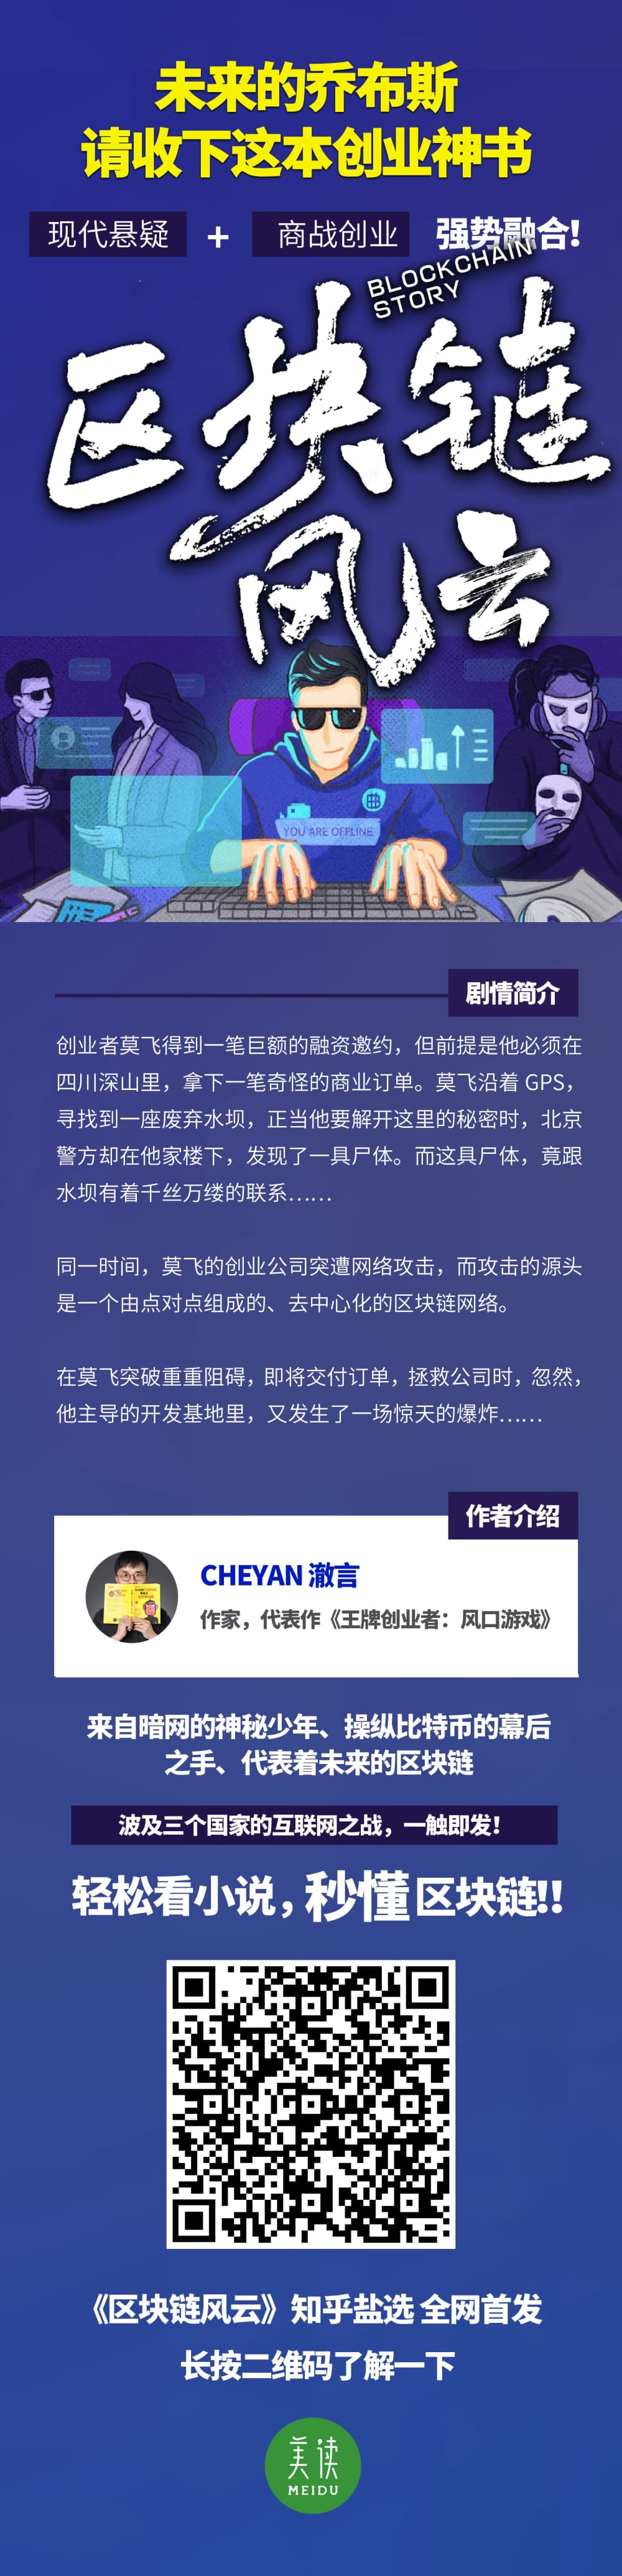 未来的乔布斯
请收下这本创业神书
现代悬疑 + 商战创业 强势融合!
BLOCKCHAIN
STORY
区块链
风云
YOU ARE OFFLINE
剧情简介
创业者莫飞得到一笔巨额的融资邀约，但前提是他必须在
四川深山里，拿下一笔奇怪的商业订单。莫飞沿着 GPS，
寻找到一座废弃水坝，正当他要解开这里的秘密时，北京
警方却在他家楼下，发现了一具尸体。而这具尸体，竟跟
水坝有着千丝万缕的联系……
同一时间，莫飞的创业公司突遭网络攻击，而攻击的源头
是一个由点对点组成的、去中心化的区块链网络。
在莫飞突破重重阻碍，即将交付订单，拯救公司时，忽然，
他主导的开发基地里，又发生了一场惊天的爆炸……
作者介绍
CHEYAN 澈言
作家，代表作《王牌创业者：风口游戏》
来自暗网的神秘少年、操纵比特币的幕后
之手、代表着未来的区块链
波及三个国家的互联网之战，一触即发！
轻松看小说，秒懂区块链!!
《区块链风云》知乎盐选 全网首发
长按二维码了解一下
美读
MEIDU